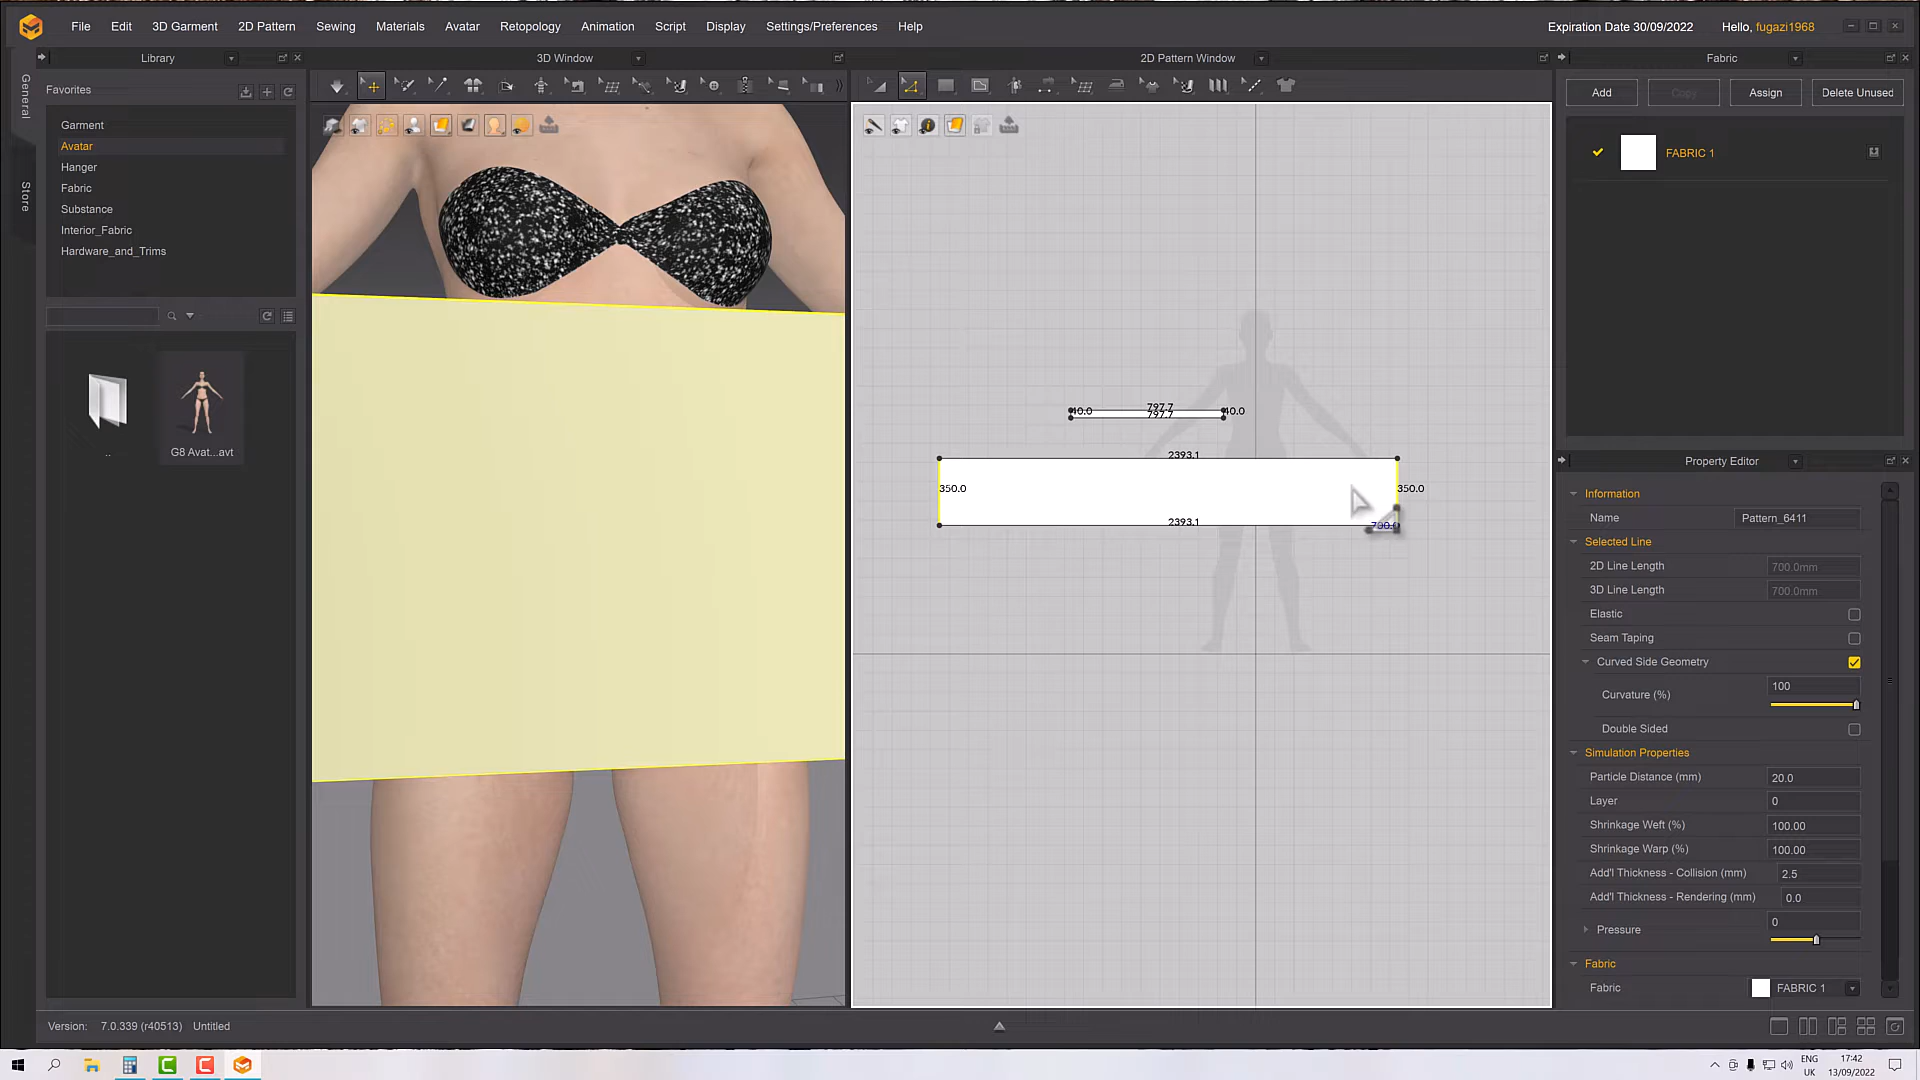 File Edit 3D Garment 2D Pattern Sewing Materials Avatar Retopology Animation Script Display Settings/Preferences Help Expiration Date 30/09/2022 Hello, fugazi1968
Library 3D Window 2D Pattern Window Fabric
General
Store
Favorites
Garment
Avatar
Hanger
Fabric
Substance
Interior_Fabric
Hardware_and_Trims
..
G8 Avat...avt
797.7
40.0 40.0
797.7
2393.1
350.0 350.0
2393.1
Add Copy Assign Delete Unused
FABRIC 1
Property Editor
Information
Name Pattern_6411
Selected Line
2D Line Length 700.0mm
3D Line Length 700.0mm
Elastic
Seam Taping
Curved Side Geometry
100
Curvature (%)
Double Sided
Simulation Properties
Particle Distance (mm) 20.0
Layer 0
Shrinkage Weft (%) 100.00
Shrinkage Warp (%) 100.00
Add'l Thickness - Collision (mm) 2.5
Add'l Thickness - Rendering (mm) 0.0
Pressure 0
Fabric
Fabric FABRIC 1
Version: 7.0.339 (r40513) Untitled
ENG 17:42
UK 13/09/2022